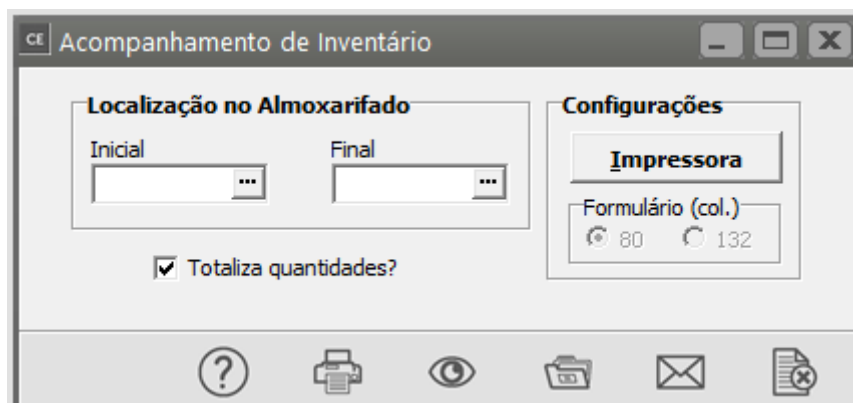 CE Acompanhamento de Inventário
Localização no Almoxarifado
Inicial Final
... ...
Totaliza quantidades?
Configurações
Impressora
Formulário (col.)
80 132
?